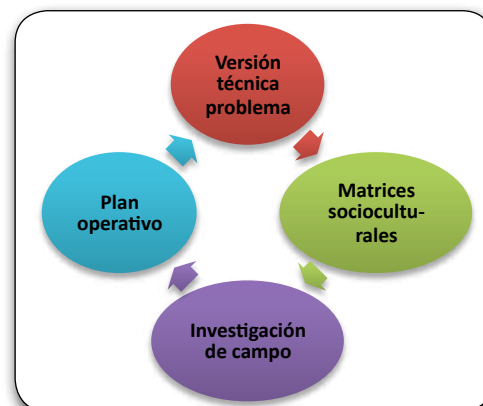 Versión
técnica
problema
Matrices
sociocultu-
rales
Investigación
de campo
Plan
operativo